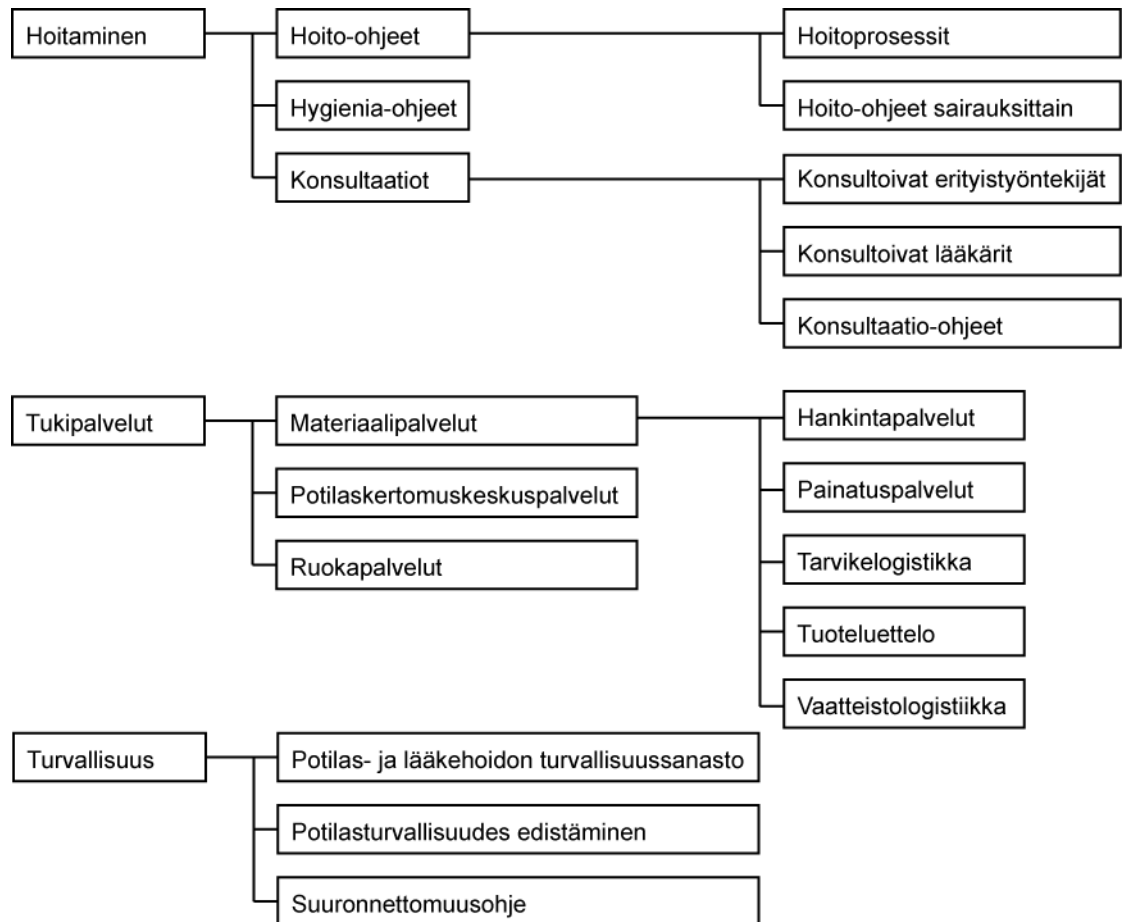 Hoitaminen
Hoito-ohjeet
Hoitoprosessit
Hygienia-ohjeet
Hoito-ohjeet sairauksittain
Konsultaatiot
Konsultoivat erityistyöntekijät
Konsultoivat lääkärit
Konsultaatio-ohjeet
Tukipalvelut
Materiaalipalvelut
Hankintapalvelut
Potilaskertomuskeskuspalvelut
Painatuspalvelut
Ruokapalvelut
Tarvikelogistikka
Tuoteluettelo
Vaatteistologistiikka
Turvallisuus
Potilas- ja lääkehoidon turvallisuussanasto
Potilasturvallisuudes edistäminen
Suuronnettomuusohje